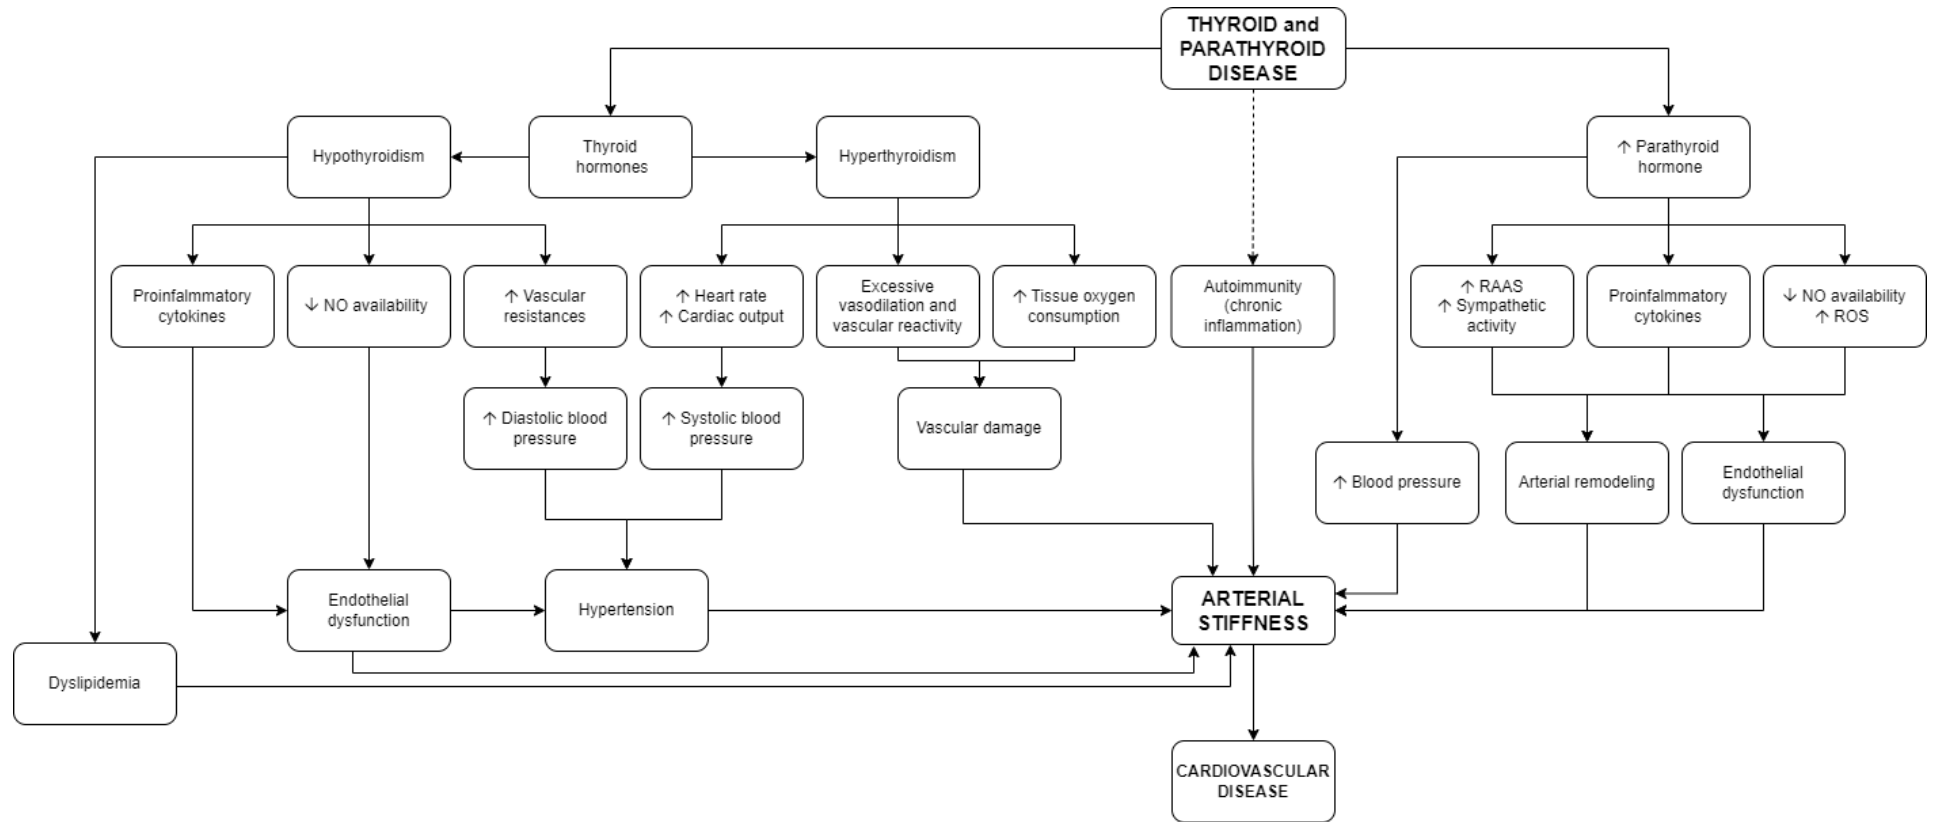 THYROID and
PARATHYROID
DISEASE
Hypothyroidism
Thyroid
hormones
Hyperthyroidism
↑ Parathyroid
hormone
Proinfalmmatory
cytokines
↓ NO availability
↑ Vascular
resistances
↑ Heart rate
↑ Cardiac output
Excessive
vasodilation and
vascular reactivity
↑ Tissue oxygen
consumption
Autoimmunity
(chronic
inflammation)
↑ RAAS
↑ Sympathetic
activity
Proinfalmmatory
cytokines
↓ NO availability
↑ ROS
↑ Diastolic blood
pressure
↑ Systolic blood
pressure
Vascular damage
↑ Blood pressure
Arterial remodeling
Endothelial
dysfunction
Endothelial
dysfunction
Hypertension
ARTERIAL
STIFFNESS
Dyslipidemia
CARDIOVASCULAR
DISEASE